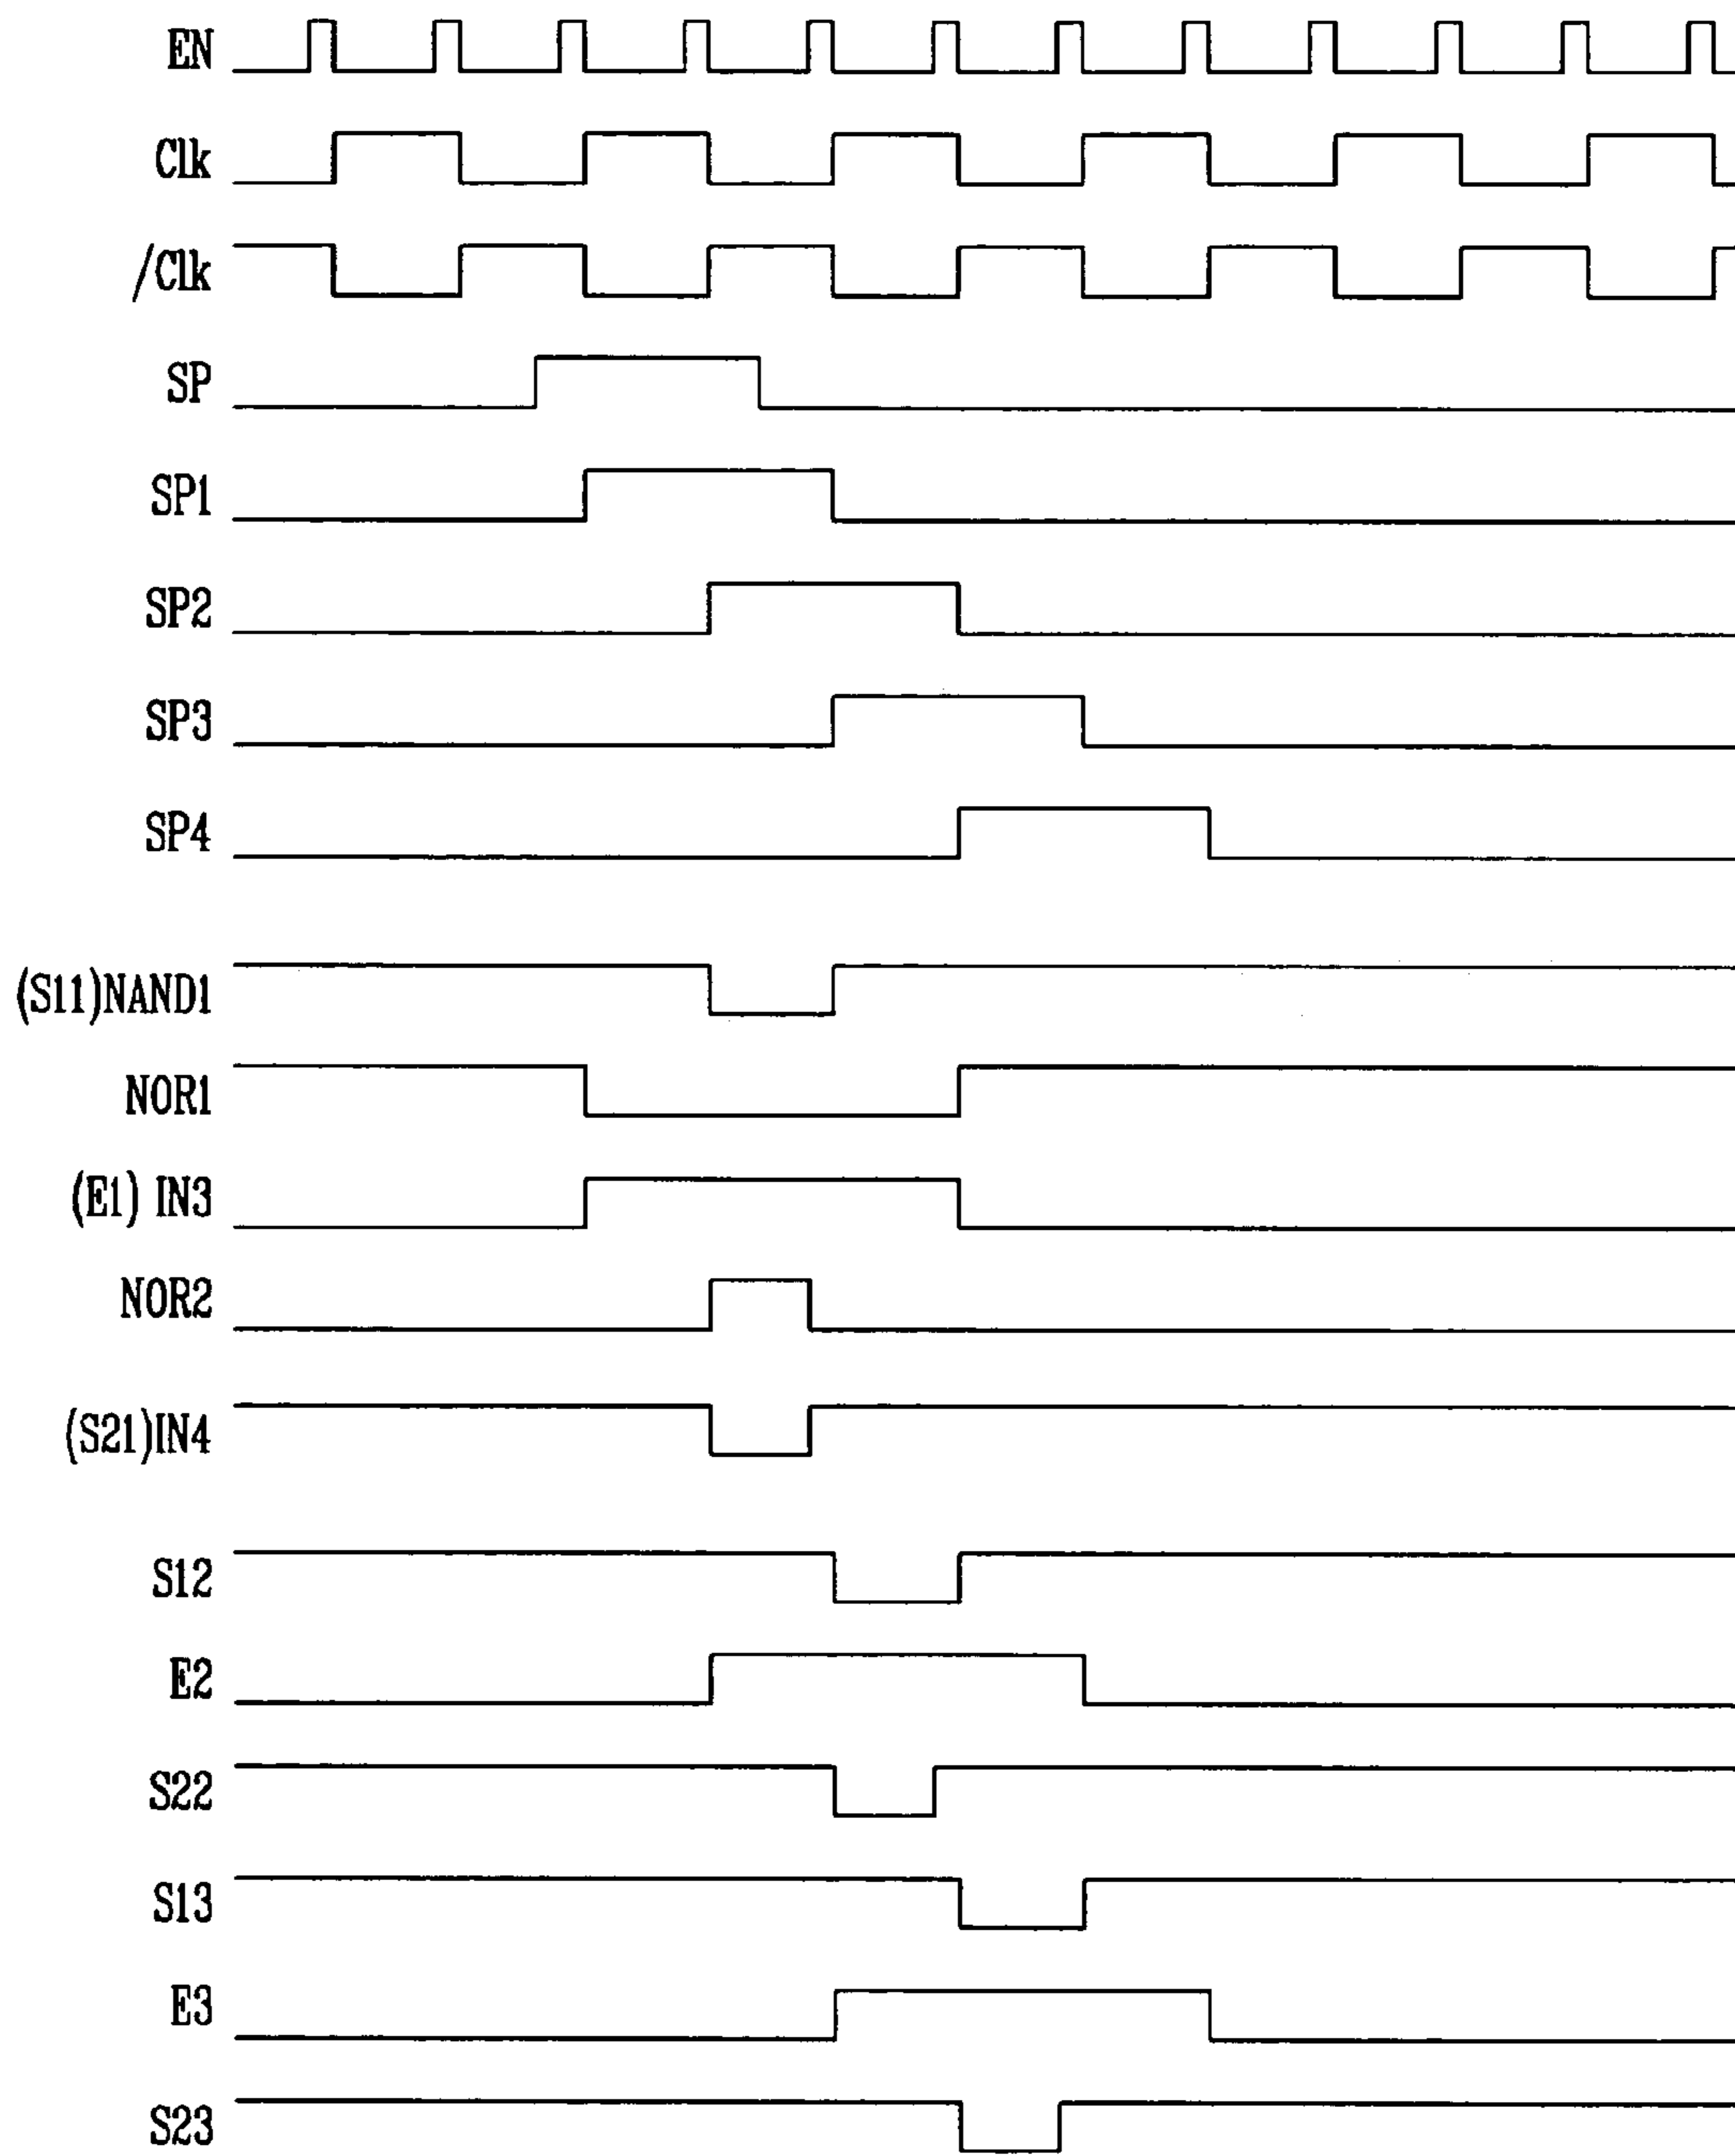 EN
Clk
/Clk
SP
SP1
SP2
SP3
SP4
(S11)NAND1
NOR1
(E1) IN3
NOR2
(S21)IN4
S12
E2
S22
S13
E3
S23